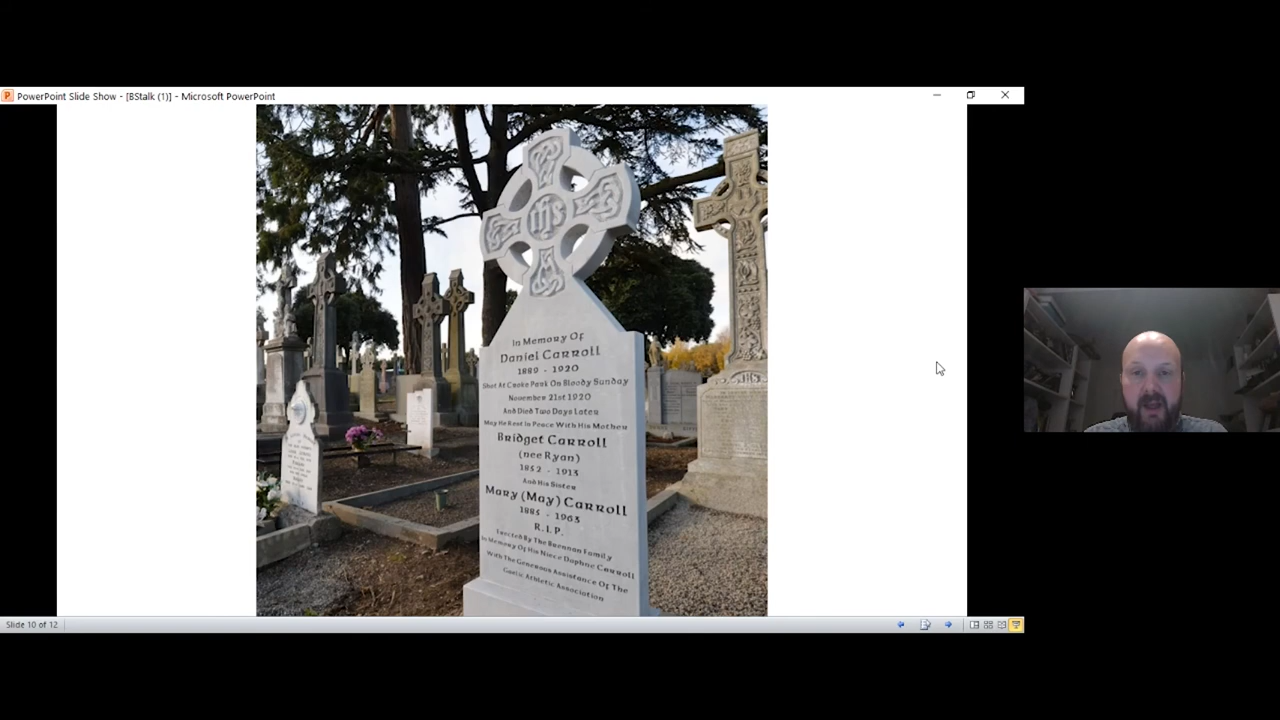 PowerPoint Slide Show - [BStalk (1)] - Microsoft PowerPoint
IHS
In Memory Of
Daniel Carroll
1889 - 1920
Shot At Croke Park On Bloody Sunday
November 21st 1920
And Died Two Days Later
May He Rest In Peace With His Mother
Bridget Carroll
(nee Ryan)
1852 - 1913
And His Sister
Mary (May) Carroll
1885 - 1963
R.I.P.
Erected By The Brennan Family
In Memory Of His Niece Daphne Carroll
With The Generous Assistance Of The
Gaelic Athletic Association
Slide 10 of 12